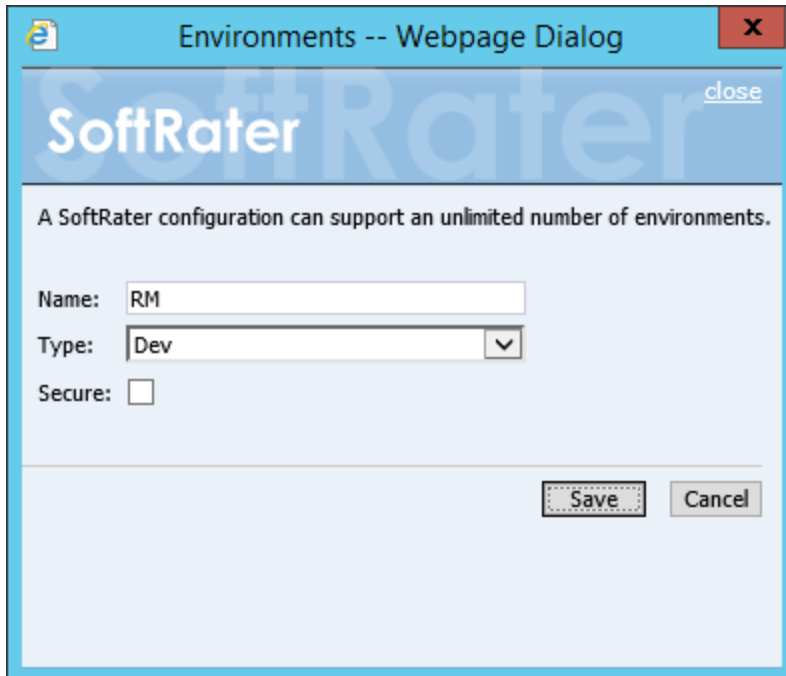 Environments -- Webpage Dialog
x
SoftRater
close
SoftRater
A SoftRater configuration can support an unlimited number of environments.
Name: RM
Type: Dev
Secure:
Save Cancel